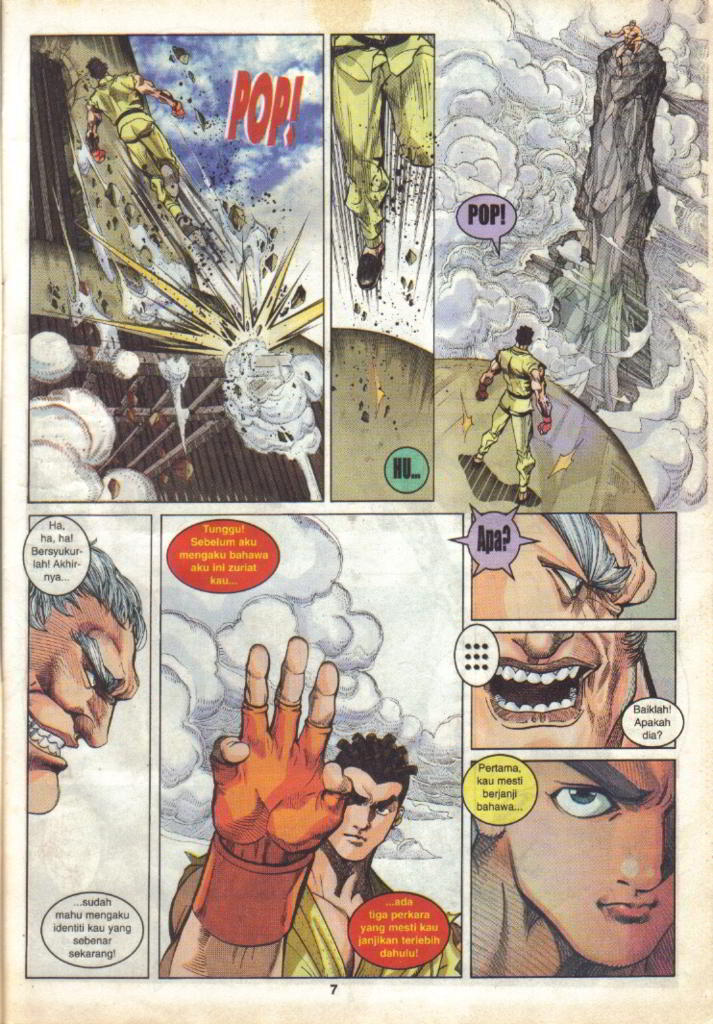 POP!
HU...
POP!
Ha,
ha, ha!
Bersyukur-
lah! Akhir-
nya...
...sudah
mahu mengaku
identiti kau yang
sebenar
sekarang!
Tunggu!
Sebelum aku
mengaku bahawa
aku ini zuriat
kau...
...ada
tiga perkara
yang mesti kau
janjikan terlebih
dahulu!
Apa?
Baiklah!
Apakah
dia?
Pertama,
kau mesti
berjanji
bahawa...
7